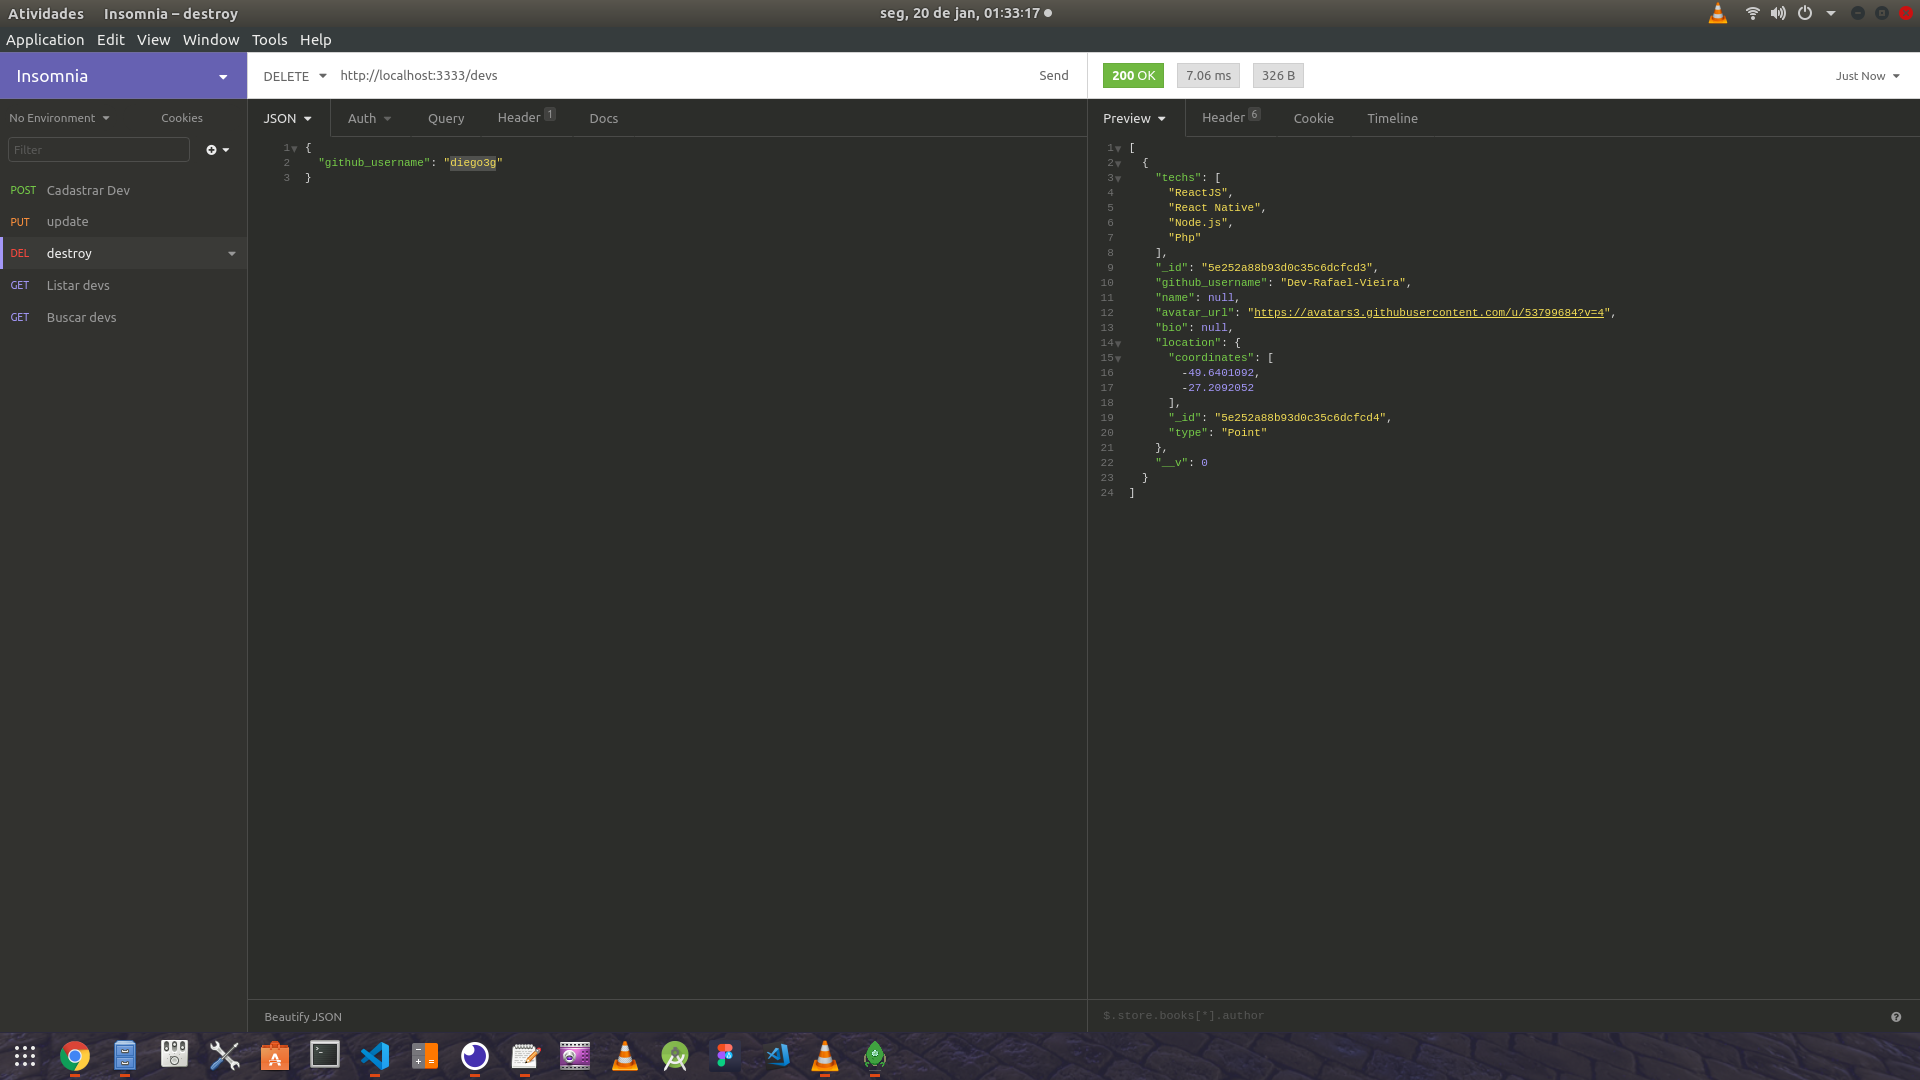 Atividades Insomnia – destroy seg, 20 de jan, 01:33:17
Application Edit View Window Tools Help
Insomnia
DELETE http://localhost:3333/devs Send
200 OK 7.06 ms 326 B Just Now
No Environment Cookies
Filter
POST Cadastrar Dev
PUT update
DEL destroy
GET Listar devs
GET Buscar devs
JSON Auth Query Header 1 Docs
1 {
2 "github_username": "diego3g"
3 }
Beautify JSON
Preview Header 6 Cookie Timeline
1 [
2 {
3 "techs": [
4 "ReactJS",
5 "React Native",
6 "Node.js",
7 "Php"
8 ],
9 "_id": "5e252a88b93d0c35c6dcfcd3",
10 "github_username": "Dev-Rafael-Vieira",
11 "name": null,
12 "avatar_url": "https://avatars3.githubusercontent.com/u/53799684?v=4",
13 "bio": null,
14 "location": {
15 "coordinates": [
16 -49.6401092,
17 -27.2092052
18 ],
19 "_id": "5e252a88b93d0c35c6dcfcd4",
20 "type": "Point"
21 },
22 "__v": 0
23 }
24 ]
$.store.books[*].author